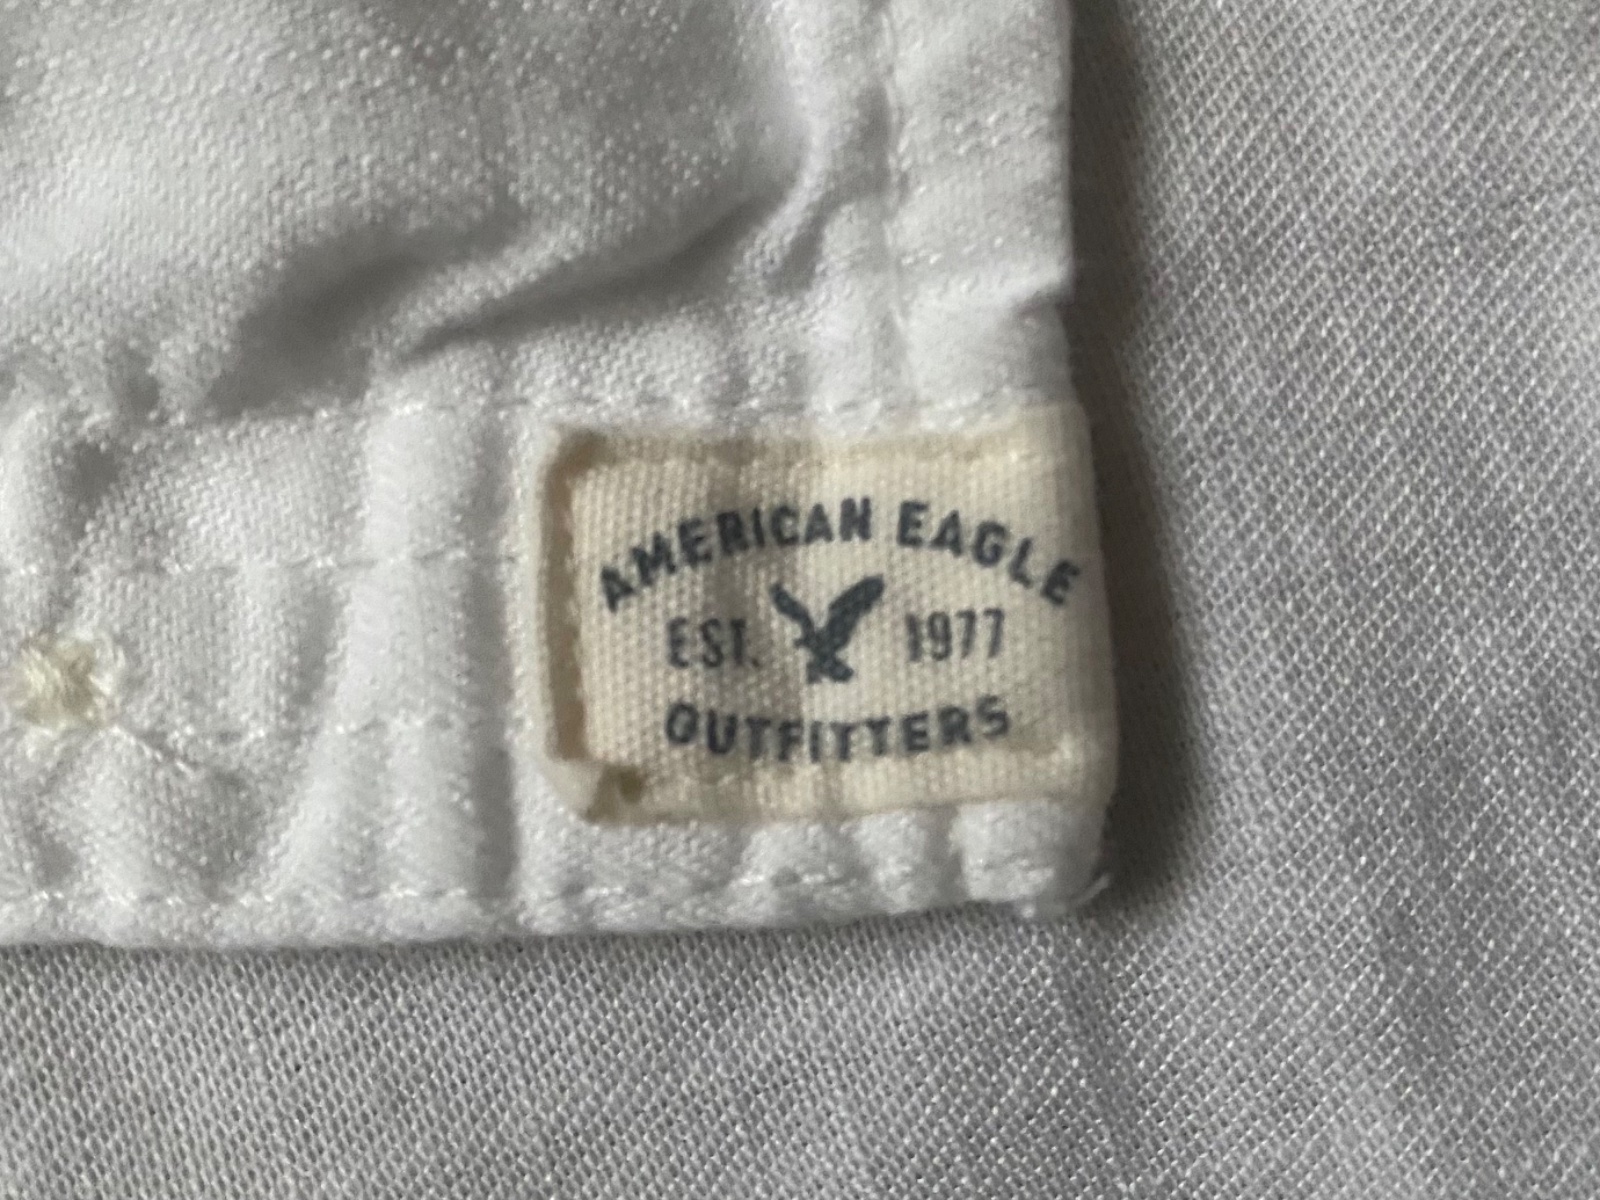 AMERICAN EAGLE
EST. 1977
OUTFITTERS